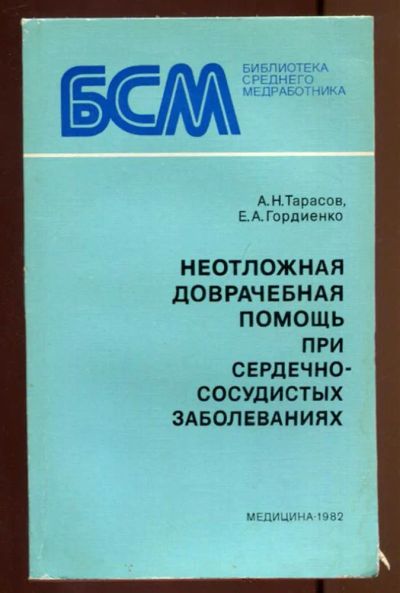 БСМ
БИБЛИОТЕКА
СРЕДНЕГО
МЕДРАБОТНИКА
А.Н.Тарасов,
Е.А.Гордиенко
НЕОТЛОЖНАЯ
ДОВРАЧЕБНАЯ
ПОМОЩЬ
ПРИ
СЕРДЕЧНО-
СОСУДИСТЫХ
ЗАБОЛЕВАНИЯХ
МЕДИЦИНА·1982